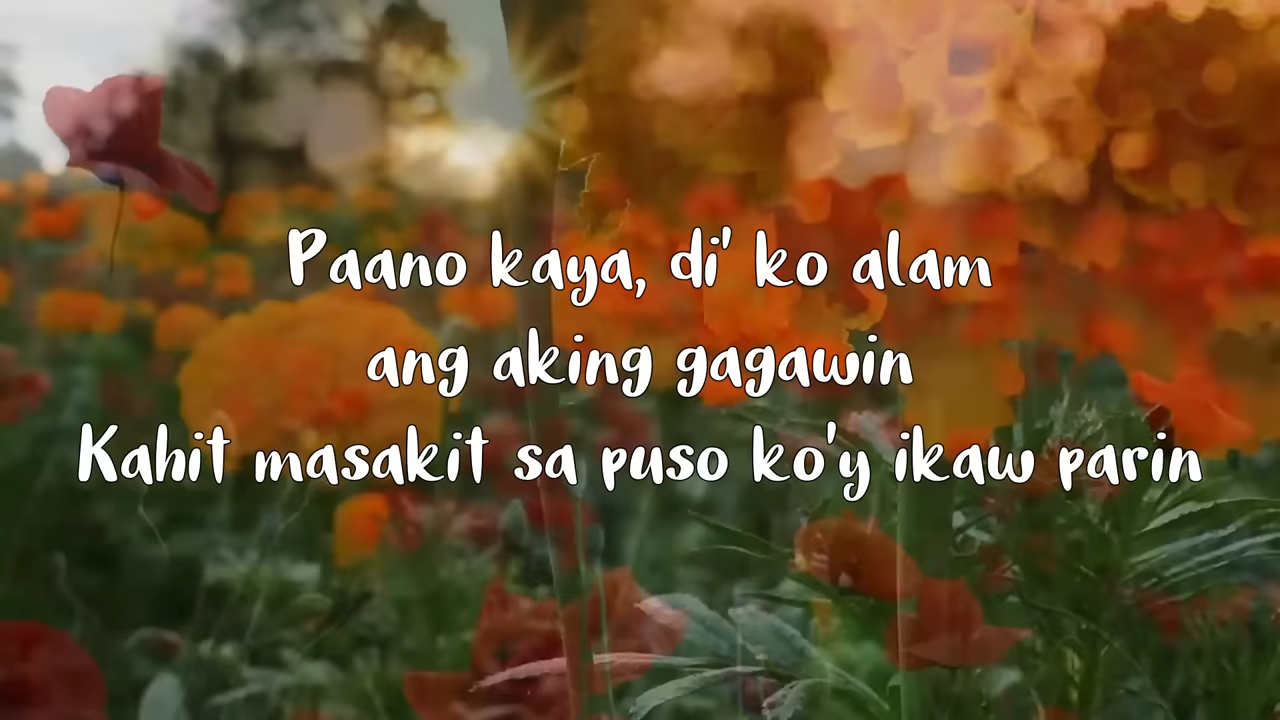 Paano kaya, di' ko alam
ang aking gagawin
Kahit masakit sa puso ko'y ikaw parin